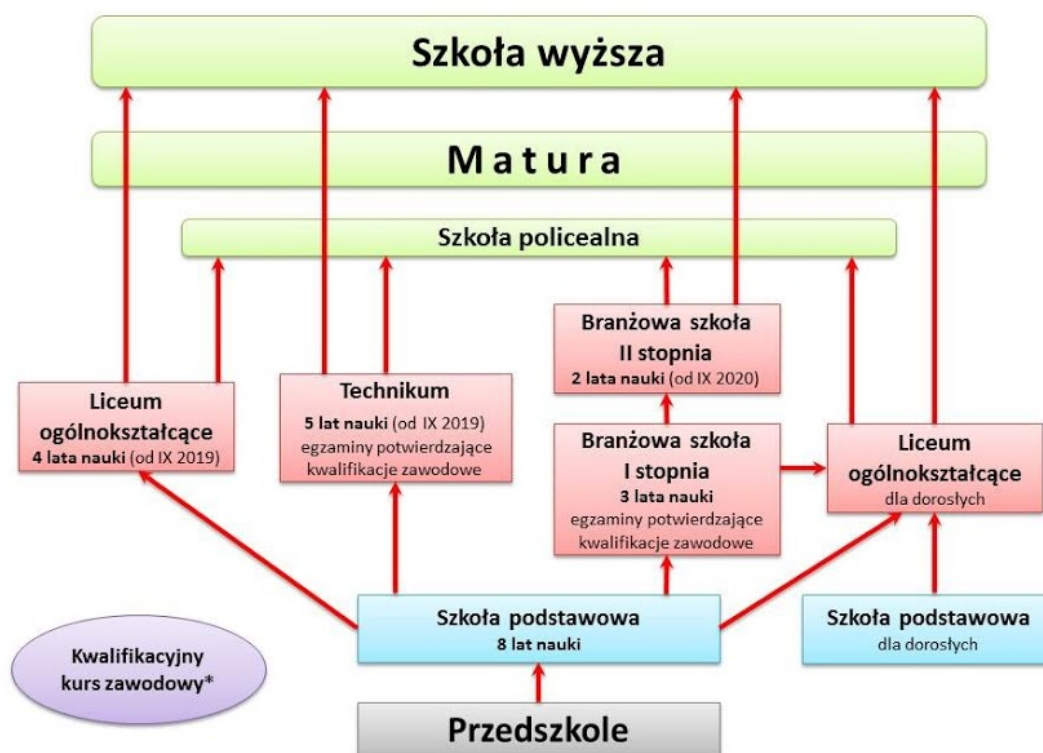 Szkoła wyższa
Matura
Szkoła policealna
Branżowa szkoła
II stopnia
2 lata nauki (od IX 2020)
Liceum
ogólnokształcące
4 lata nauki (od IX 2019)
Technikum
5 lat nauki (od IX 2019)
egzaminy potwierdzające
kwalifikacje zawodowe
Branżowa szkoła
I stopnia
3 lata nauki
egzaminy potwierdzające
kwalifikacje zawodowe
Liceum
ogólnokształcące
dla dorosłych
Szkoła podstawowa
8 lat nauki
Szkoła podstawowa
dla dorosłych
Kwalifikacyjny
kurs zawodowy*
Przedszkole